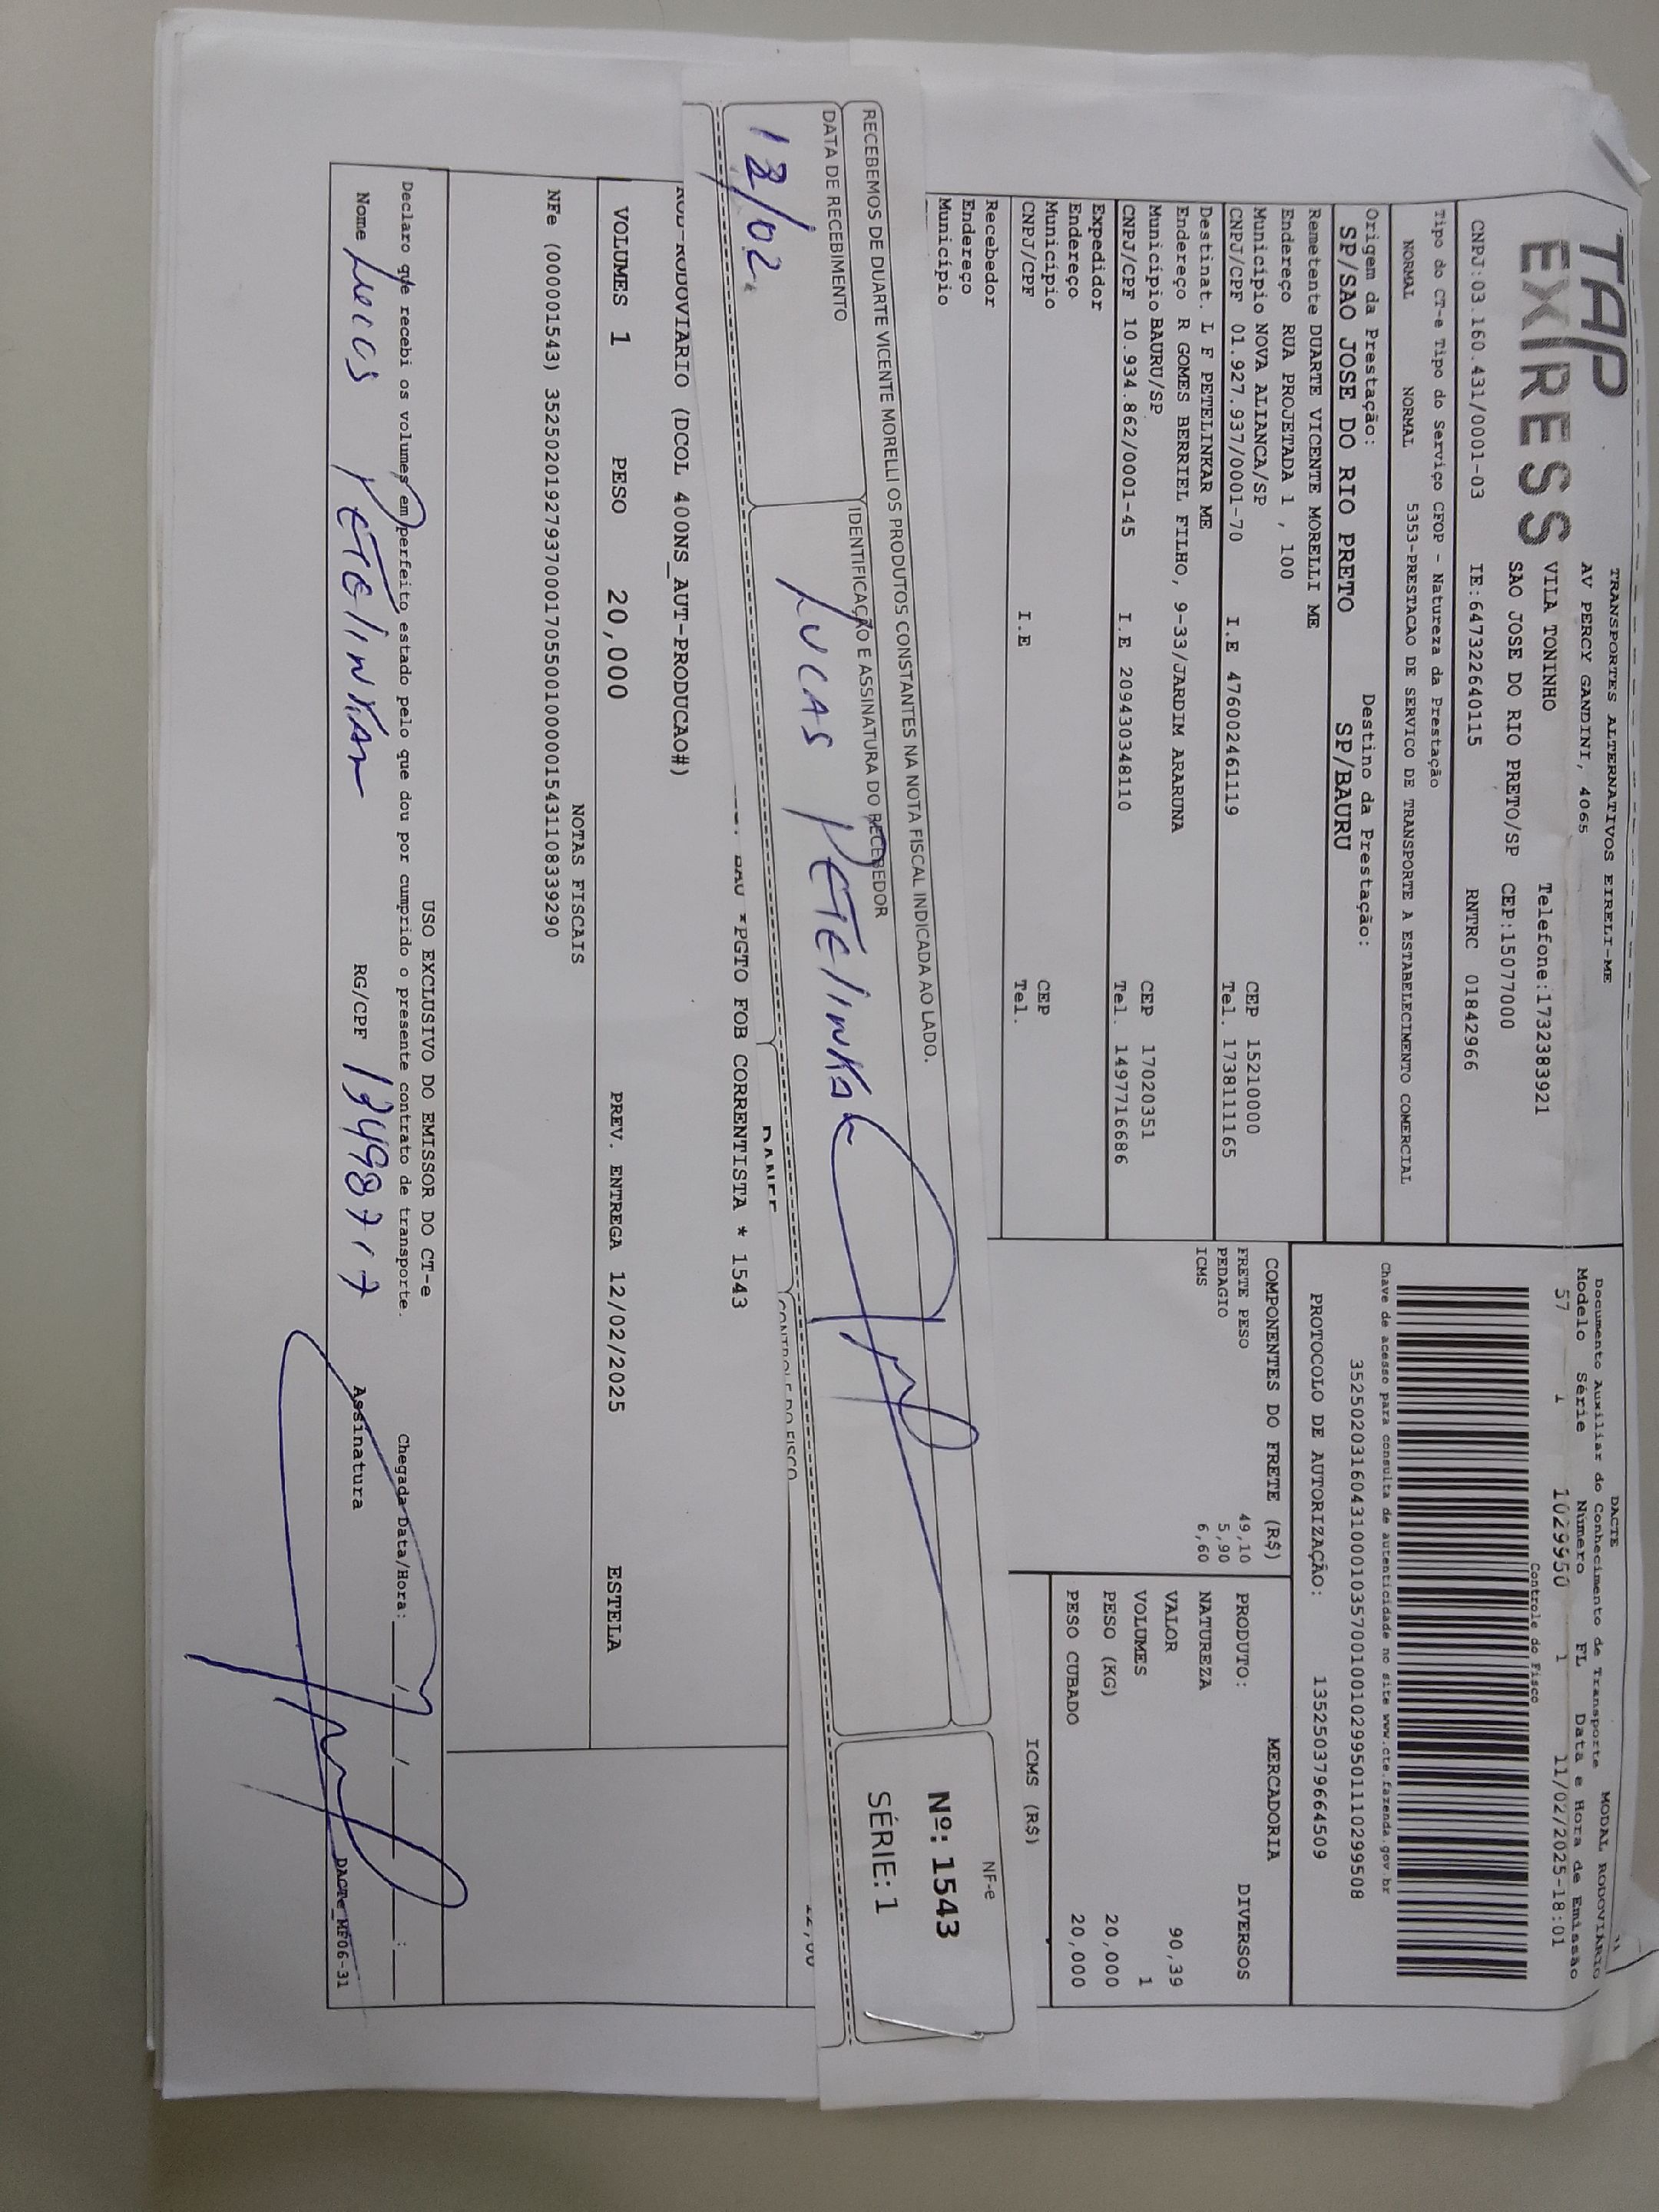 TAP
EXPRESS
TRANSPORTES ALTERNATIVOS EIRELI-ME
AV PERCY GANDINI, 4065
VILA TONINHO Telefone:1732383921
SAO JOSE DO RIO PRETO/SP CEP:15077000
CNPJ:03.160.431/0001-03 IE:647322640115 RNTRC 01842966
DACTE MODAL RODOVIÁRIO
Documento Auxiliar do Conhecimento de Transporte
Modelo Série Número FL Data e Hora de Emissão
57 1 1029950 1 11/02/2025-18:01
Controle do Fisco
Chave de acesso para consulta de autenticidade no site www.cte.fazenda.gov.br
35250203160431000103570010010299501110299508
PROTOCOLO DE AUTORIZAÇÃO: 135250379664509
Tipo do CT-e Tipo do Serviço CFOP - Natureza da Prestação
NORMAL NORMAL 5353-PRESTACAO DE SERVICO DE TRANSPORTE A ESTABELECIMENTO COMERCIAL
Origem da Prestação: Destino da Prestação:
SP/SAO JOSE DO RIO PRETO SP/BAURU
Remetente DUARTE VICENTE MORELLI ME
Endereço RUA PROJETADA 1 , 100
Município NOVA ALIANCA/SP CEP 15210000
CNPJ/CPF 01.927.937/0001-70 I.E 476002461119 Tel. 1738111165
Destinat. L F PETELINKAR ME
Endereço R GOMES BERRIEL FILHO, 9-33/JARDIM ARARUNA
Município BAURU/SP CEP 17020351
CNPJ/CPF 10.934.862/0001-45 I.E 209430348110 Tel. 1497716686
Expedidor
Endereço
Município CEP
CNPJ/CPF I.E Tel.
Recebedor
Endereço
Município
COMPONENTES DO FRETE (R$)
FRETE PESO 49,10
PEDAGIO 5,90
ICMS 6,60
MERCADORIA
PRODUTO: DIVERSOS
NATUREZA
VALOR 90,39
VOLUMES 1
PESO (KG) 20,000
PESO CUBADO 20,000
ICMS (R$)
RECEBEMOS DE DUARTE VICENTE MORELLI OS PRODUTOS CONSTANTES NA NOTA FISCAL INDICADA AO LADO.
DATA DE RECEBIMENTO IDENTIFICAÇÃO E ASSINATURA DO RECEBEDOR
12/02 LUCAS PETELINKAR
NF-e
Nº: 1543
SÉRIE: 1
DANFE
CONTROLE DO FISCO
*PGTO FOB CORRENTISTA * 1543
RODOVIARIO (DCOL 400NS_AUT-PRODUCAO#)
VOLUMES 1 PESO 20,000 PREV. ENTREGA 12/02/2025 ESTELA
NOTAS FISCAIS
NFe (000001543) 35250201927937000170550010000015431108339290
USO EXCLUSIVO DO EMISSOR DO CT-e
Declaro que recebi os volumes em perfeito estado pelo que dou por cumprido o presente contrato de transporte. Chegada Data/Hora: ___/___/___ ___:___
Nome Lucas PETELINKAR RG/CPF Assinatura
DACTe_MF06-31